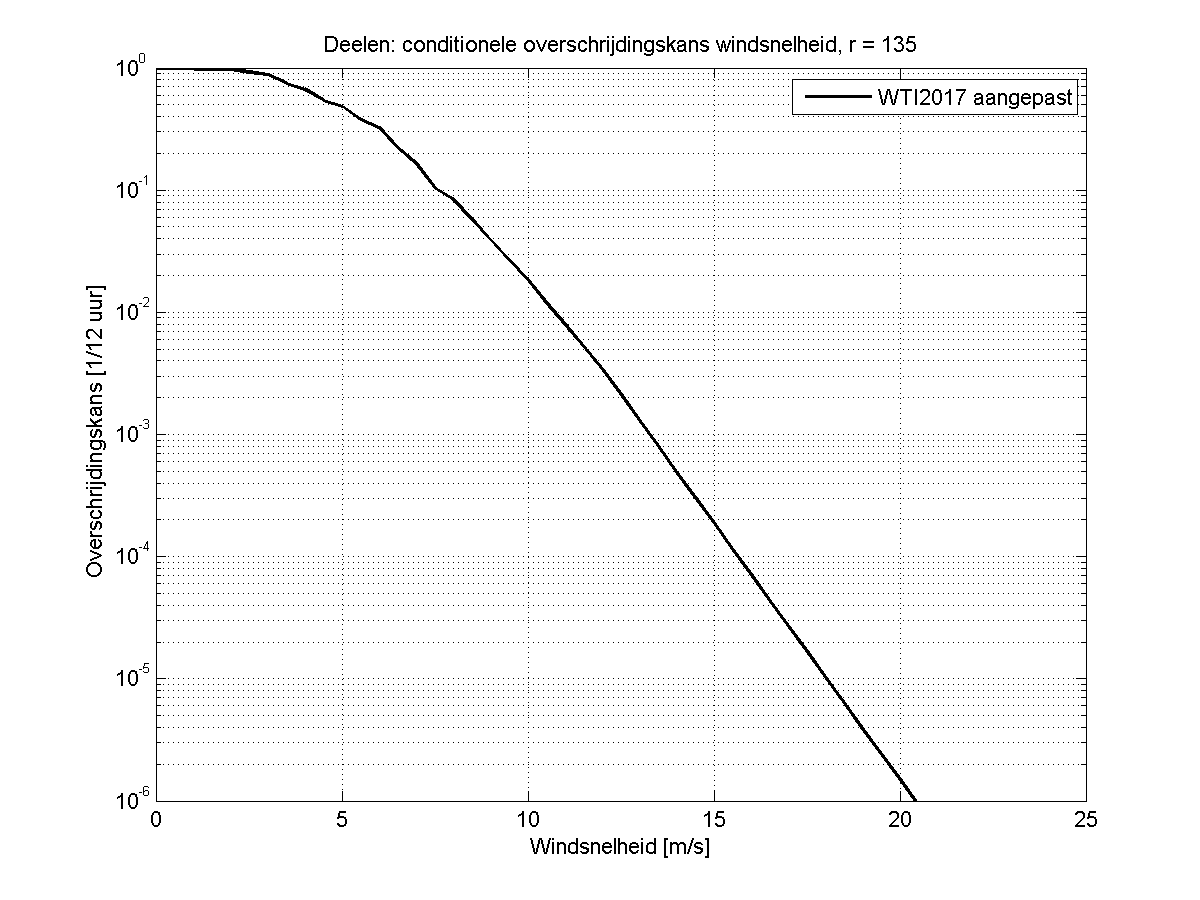 Deelen: conditionele overschrijdingskans windsnelheid, r = 135
WTI2017 aangepast
Overschrijdingskans [1/12 uur]
10^0
10^-1
10^-2
10^-3
10^-4
10^-5
10^-6
0 5 10 15 20 25
Windsnelheid [m/s]